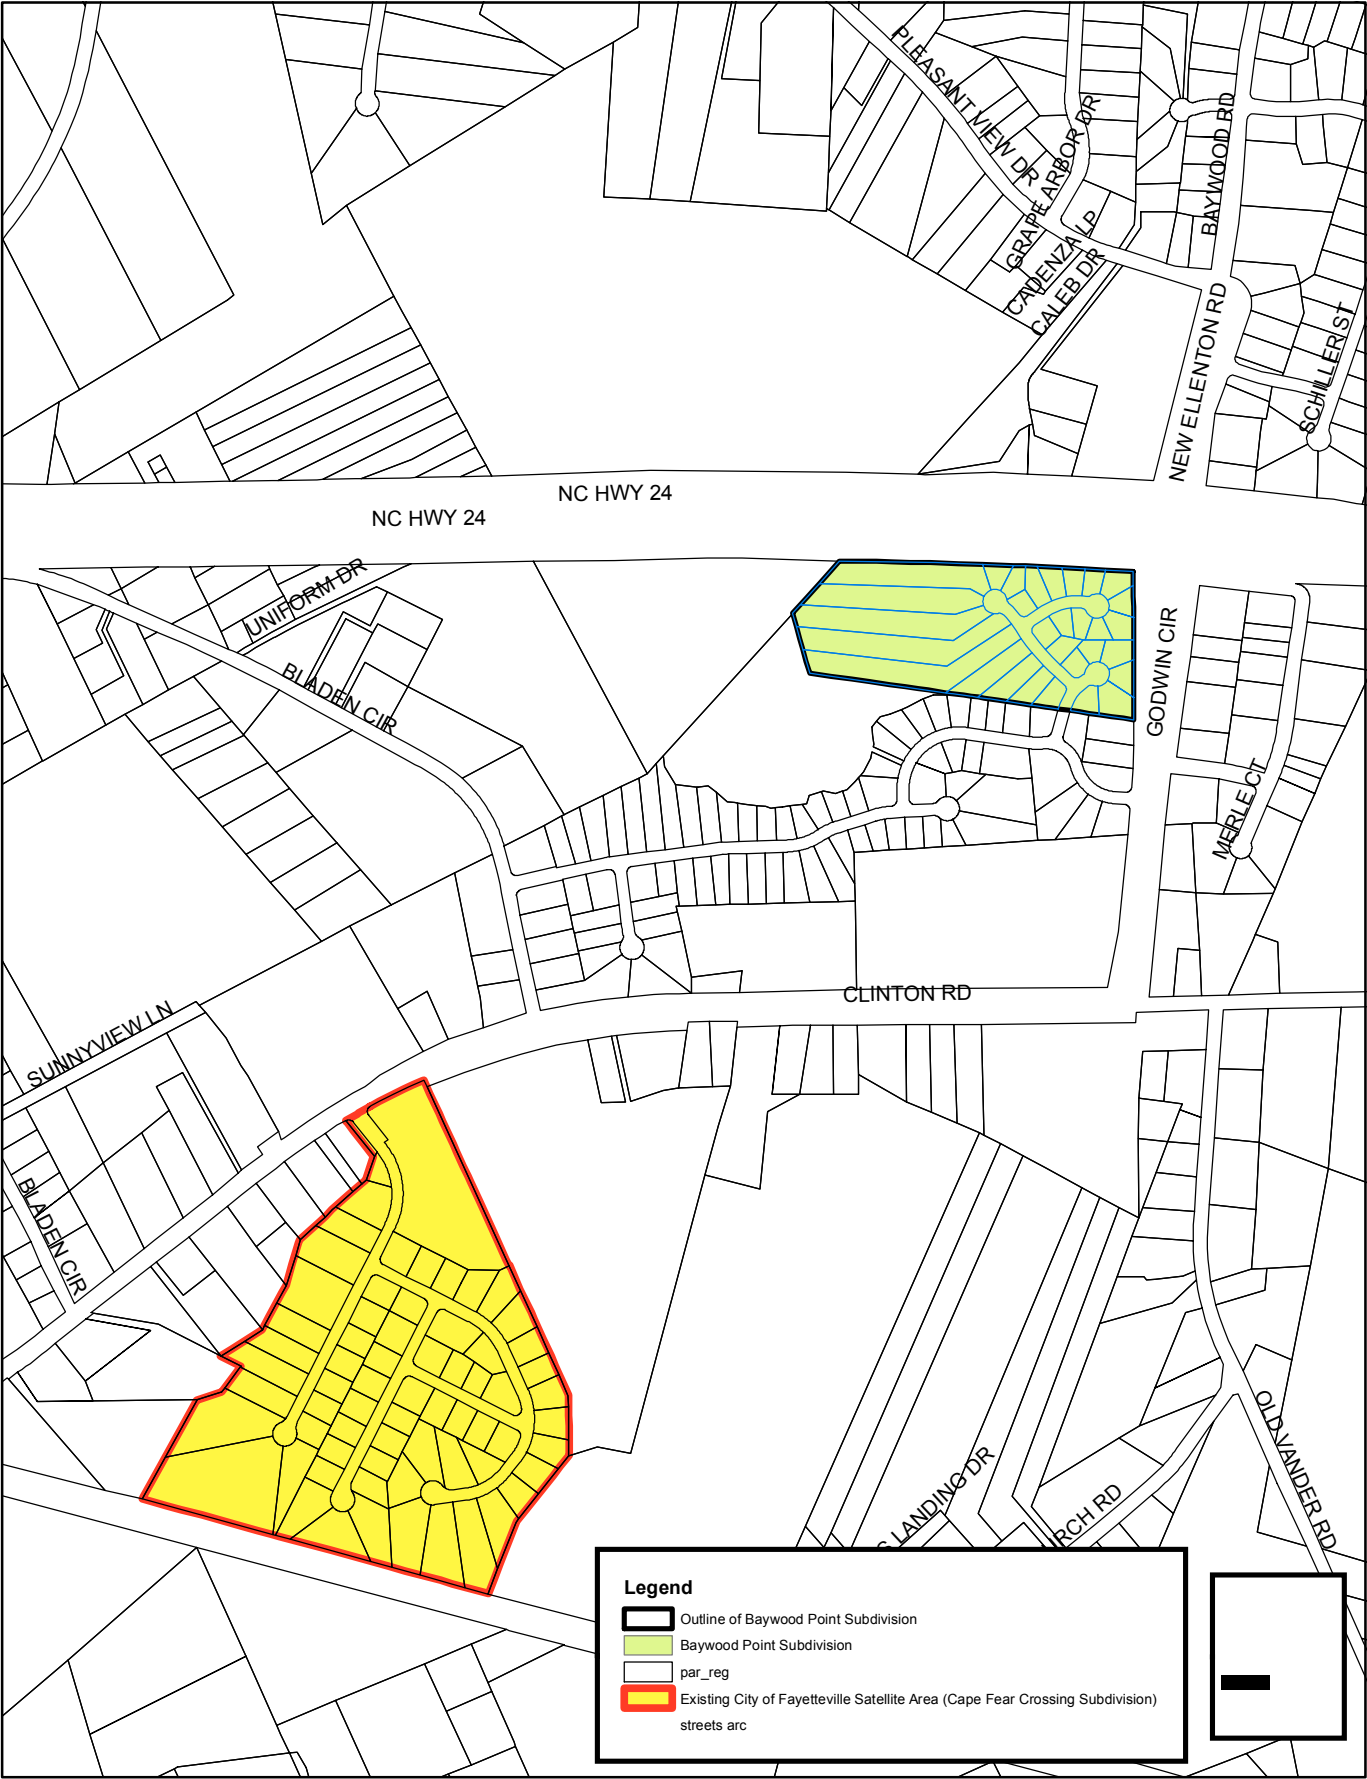 PLEASANT VIEW DR
GRAPE ARBOR DR
BAYWOOD RD
CADENZA LP
CALEB DR
NEW ELLENTON RD
SCHILLER ST
NC HWY 24
NC HWY 24
UNIFORM DR
BLADEN CIR
GODWIN CIR
MERLE CT
CLINTON RD
SUNNYVIEW LN
BLADEN CIR
OLD VANDER RD
S LANDING DR
RCH RD
Legend
Outline of Baywood Point Subdivision
Baywood Point Subdivision
par_reg
Existing City of Fayetteville Satellite Area (Cape Fear Crossing Subdivision)
streets arc